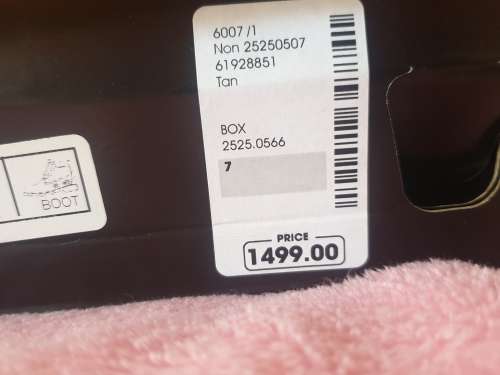 6007 /1
Non 25250507
61928851
Tan
BOX
2525.0566
7
PRICE
1499.00
BOOT